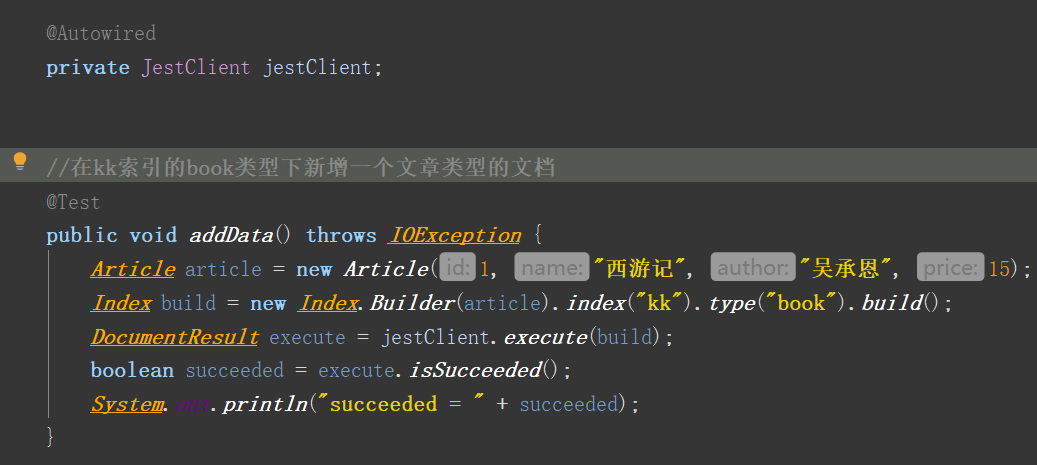 @Autowired
private JestClient jestClient;
//在kk索引的book类型下新增一个文章类型的文档
@Test
public void addData() throws IOException {
Article article = new Article( id: 1, name: "西游记", author: "吴承恩", price: 15);
Index build = new Index.Builder(article).index("kk").type("book").build();
DocumentResult execute = jestClient.execute(build);
boolean succeeded = execute.isSucceeded();
System.out.println("succeeded = " + succeeded);
}